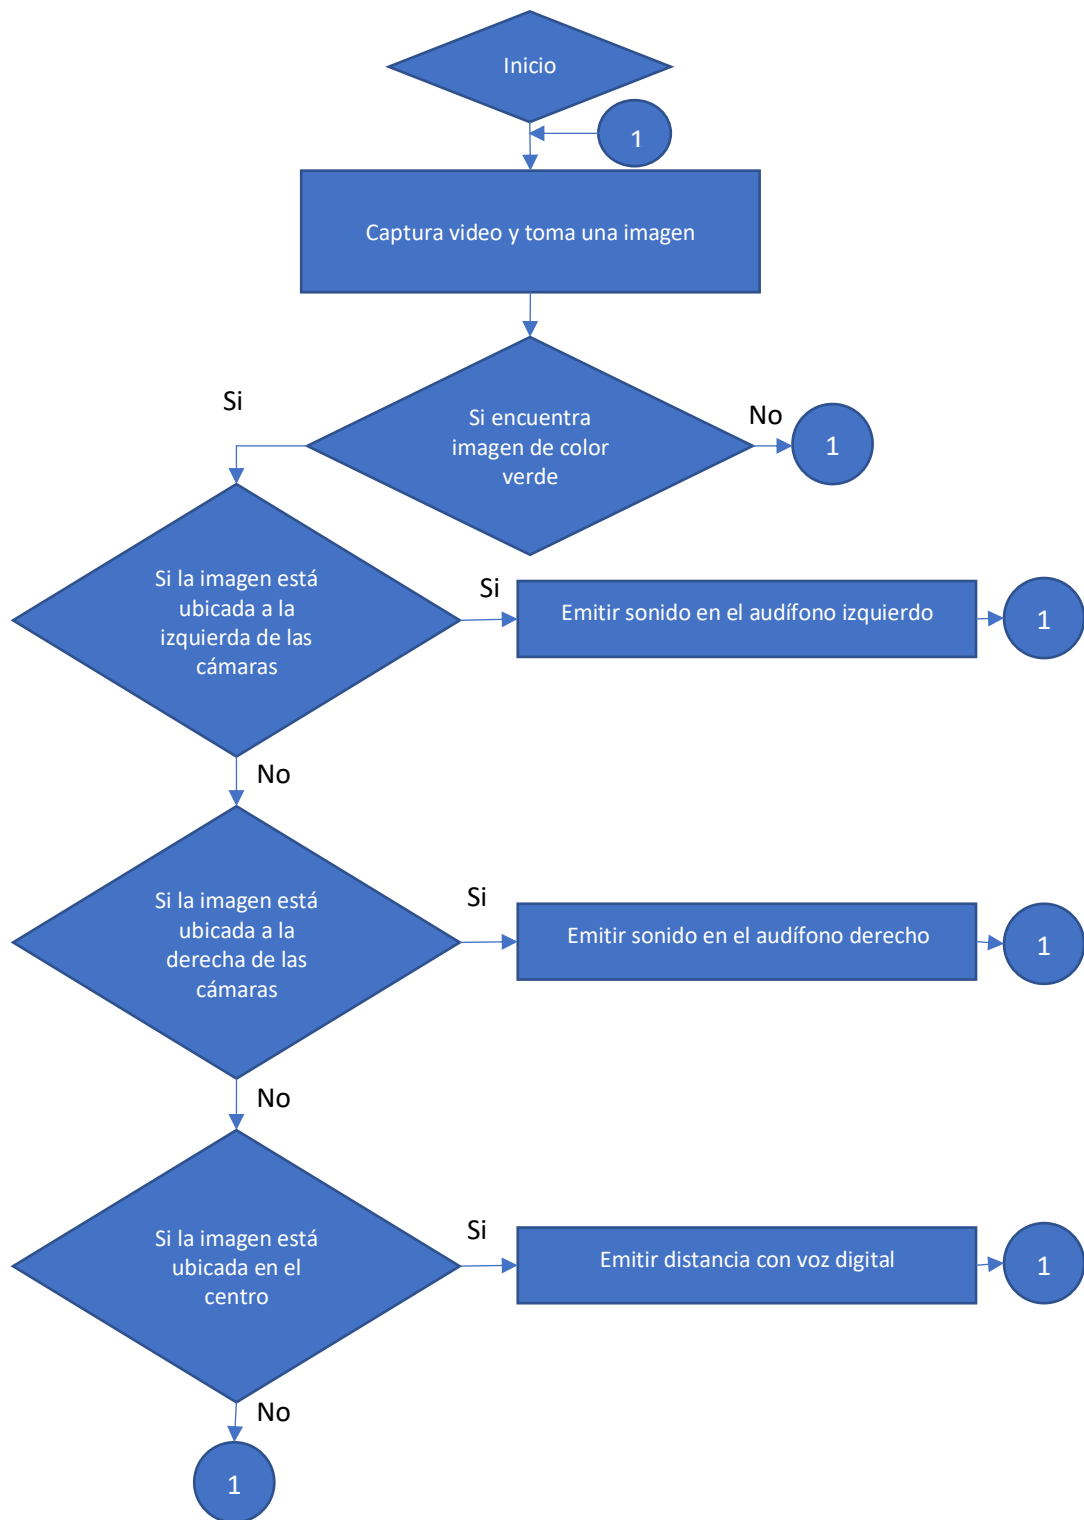 Inicio
1
Captura video y toma una imagen
Si
Si encuentra
imagen de color
verde
No
1
Si la imagen está
ubicada a la
izquierda de las
cámaras
Si
Emitir sonido en el audífono izquierdo
1
No
Si la imagen está
ubicada a la
derecha de las
cámaras
Si
Emitir sonido en el audífono derecho
1
No
Si la imagen está
ubicada en el
centro
Si
Emitir distancia con voz digital
1
No
1